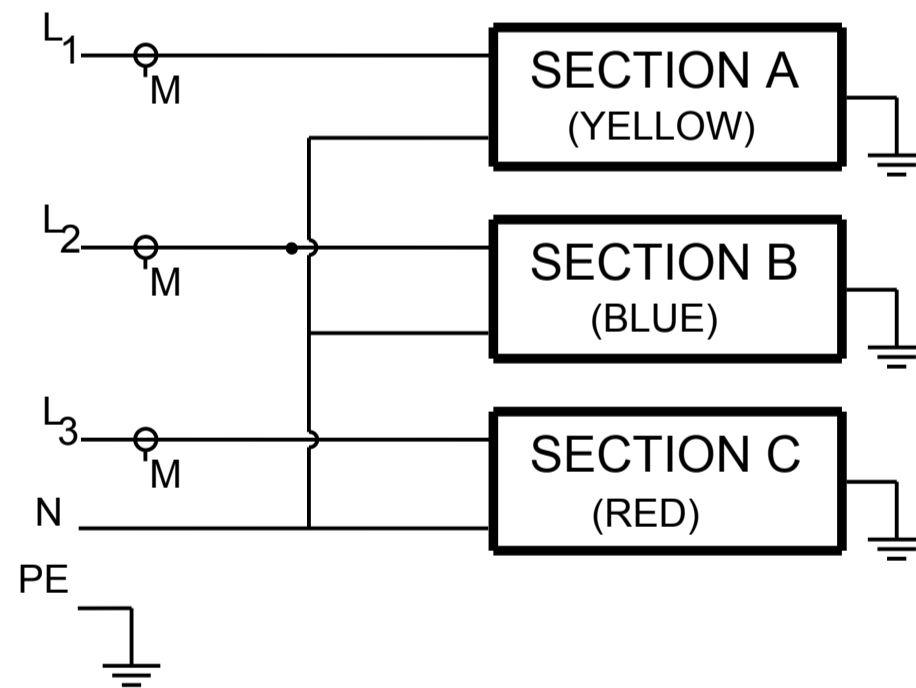 L1
M
SECTION A
(YELLOW)
L2
M
SECTION B
(BLUE)
L3
M
SECTION C
(RED)
N
PE